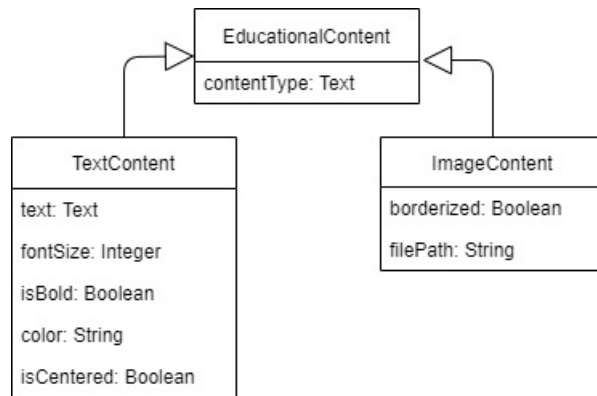 EducationalContent
contentType: Text
TextContent
text: Text
fontSize: Integer
isBold: Boolean
color: String
isCentered: Boolean
ImageContent
borderized: Boolean
filePath: String